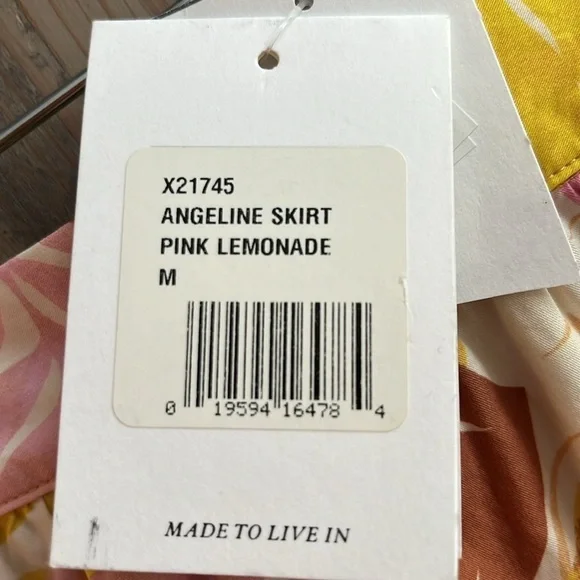 X21745
ANGELINE SKIRT
PINK LEMONADE
M
0 19594 16478 4
MADE TO LIVE IN